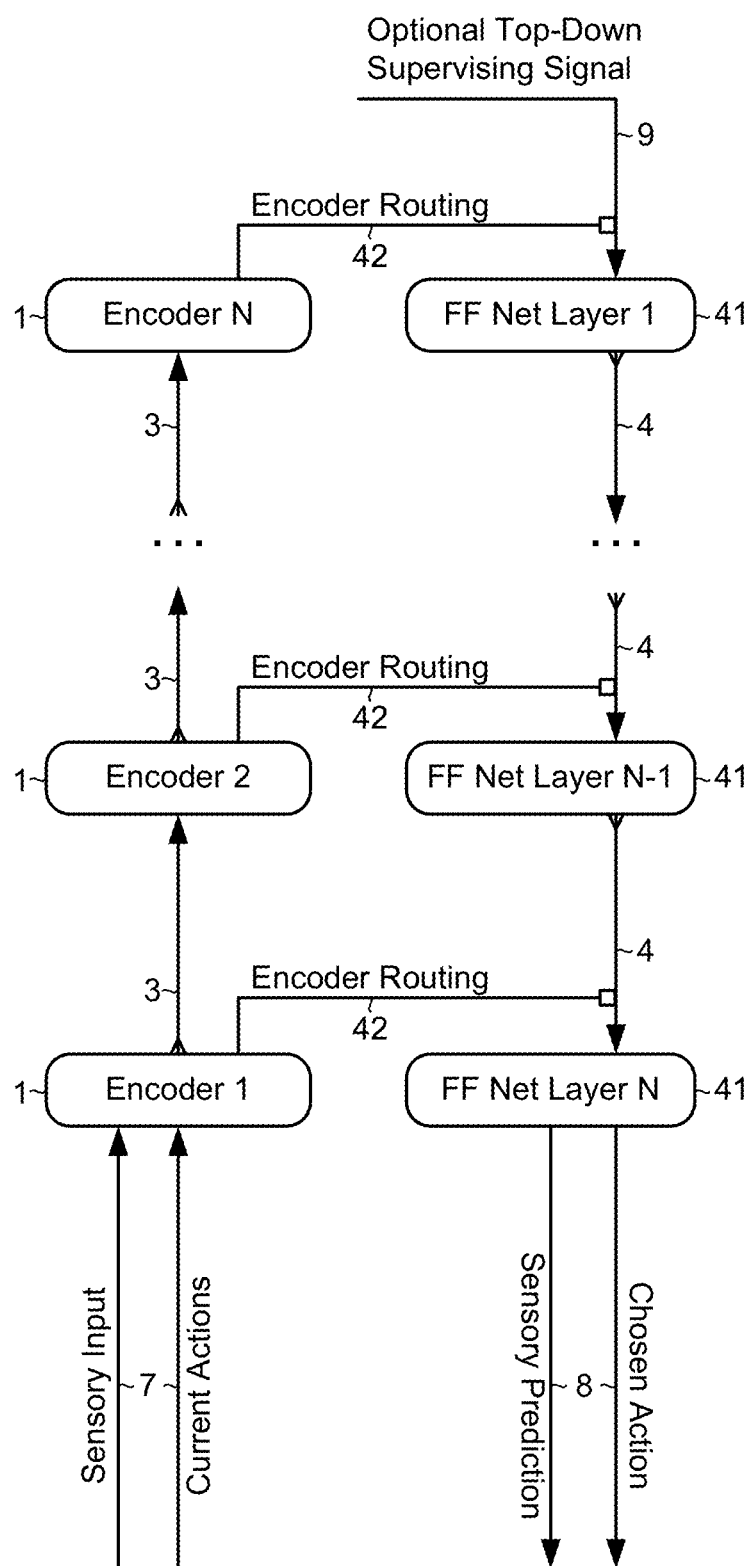 Optional Top-Down
Supervising Signal
9
Encoder Routing
42
1 Encoder N
FF Net Layer 1 41
3
4
. . .
. . .
4
3
Encoder Routing
42
1 Encoder 2
FF Net Layer N-1 41
4
3
Encoder Routing
42
1 Encoder 1
FF Net Layer N 41
Sensory Input
7
Current Actions
Sensory Prediction
8
Chosen Action